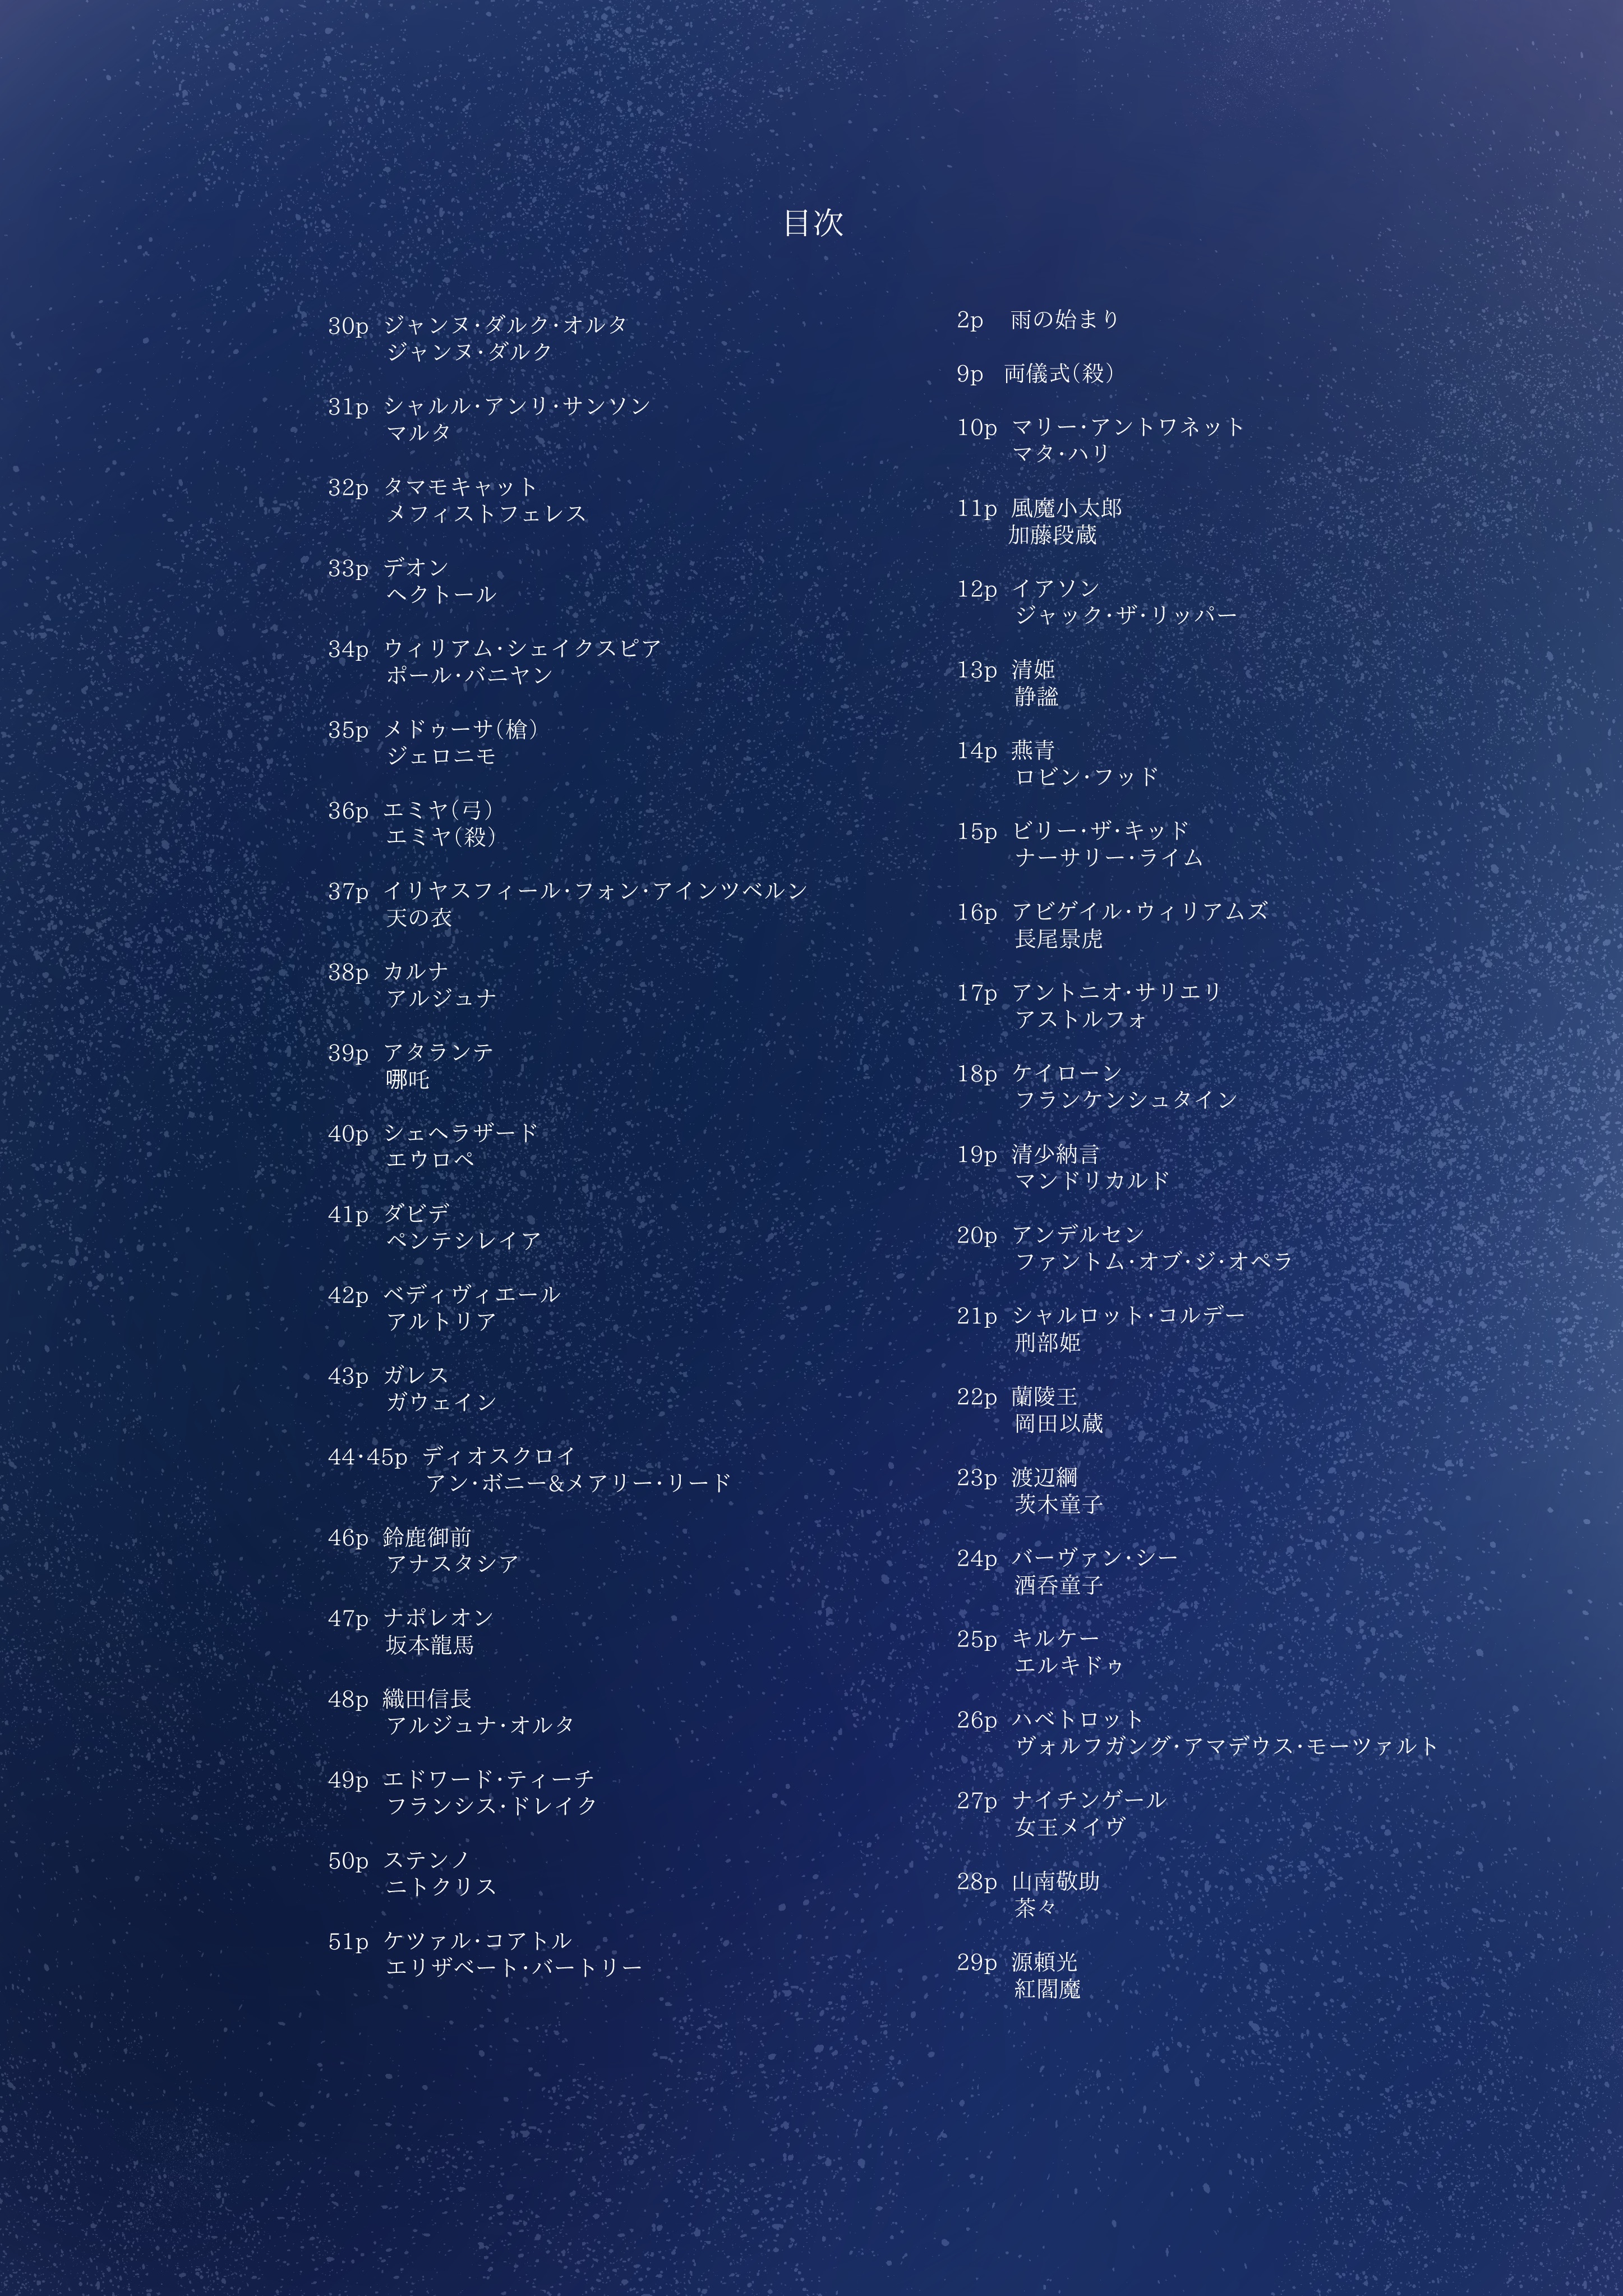 目次
2p 雨の始まり
9p 両儀式(殺)
10p マリー・アントワネット
マタ・ハリ
11p 風魔小太郎
加藤段蔵
12p イアソン
ジャック・ザ・リッパー
13p 清姫
静謐
14p 燕青
ロビン・フッド
15p ビリー・ザ・キッド
ナーサリー・ライム
16p アビゲイル・ウィリアムズ
長尾景虎
17p アントニオ・サリエリ
アストルフォ
18p ケイローン
フランケンシュタイン
19p 清少納言
マンドリカルド
20p アンデルセン
ファントム・オブ・ジ・オペラ
21p シャルロット・コルデー
刑部姫
22p 蘭陵王
岡田以蔵
23p 渡辺綱
茨木童子
24p バーヴァン・シー
酒呑童子
25p キルケー
エルキドゥ
26p ハベトロット
ヴォルフガング・アマデウス・モーツァルト
27p ナイチンゲール
女王メイヴ
28p 山南敬助
茶々
29p 源頼光
紅閻魔
30p ジャンヌ・ダルク・オルタ
ジャンヌ・ダルク
31p シャルル・アンリ・サンソン
マルタ
32p タマモキャット
メフィストフェレス
33p デオン
ヘクトール
34p ウィリアム・シェイクスピア
ポール・バニヤン
35p メドゥーサ(槍)
ジェロニモ
36p エミヤ(弓)
エミヤ(殺)
37p イリヤスフィール・フォン・アインツベルン
天の衣
38p カルナ
アルジュナ
39p アタランテ
哪吒
40p シェヘラザード
エウロペ
41p ダビデ
ペンテシレイア
42p ベディヴィエール
アルトリア
43p ガレス
ガウェイン
44・45p ディオスクロイ
アン・ボニー&メアリー・リード
46p 鈴鹿御前
アナスタシア
47p ナポレオン
坂本龍馬
48p 織田信長
アルジュナ・オルタ
49p エドワード・ティーチ
フランシス・ドレイク
50p ステンノ
ニトクリス
51p ケツァル・コアトル
エリザベート・バートリー